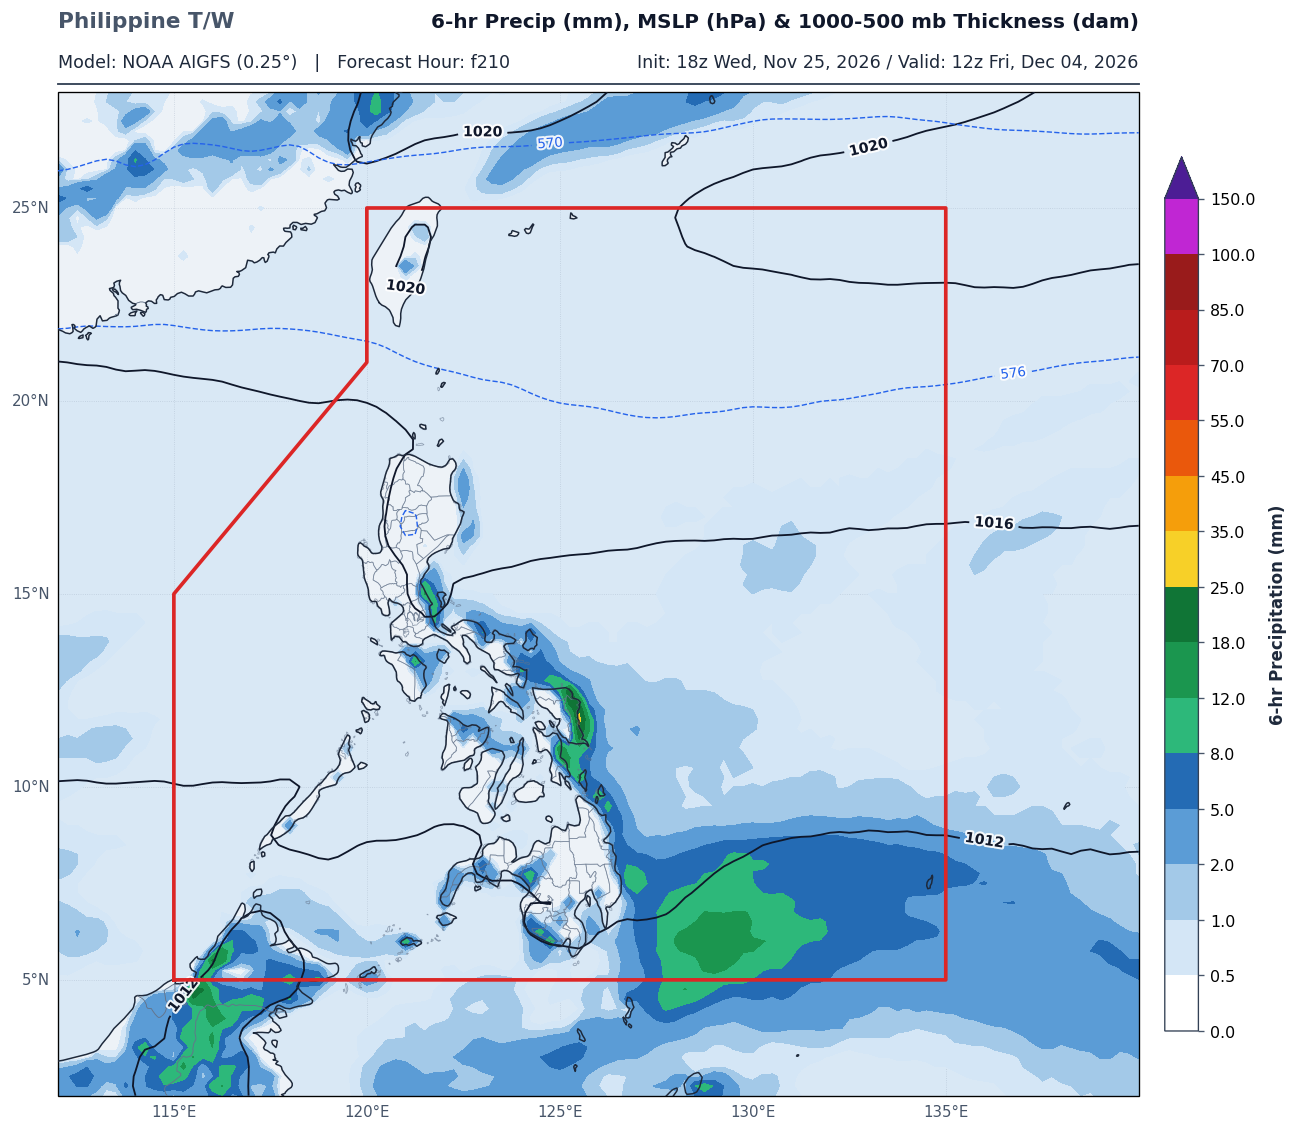 Philippine T/W
6-hr Precip (mm), MSLP (hPa) & 1000-500 mb Thickness (dam)
Model: NOAA AIGFS (0.25°) | Forecast Hour: f210
Init: 18z Wed, Nov 25, 2026 / Valid: 12z Fri, Dec 04, 2026
1020
570
1020
25°N
1020
576
20°N
1016
15°N
10°N
1012
5°N
1012
115°E
120°E
125°E
130°E
135°E
150.0
100.0
85.0
70.0
55.0
45.0
35.0
25.0
18.0
12.0
8.0
5.0
2.0
1.0
0.5
0.0
6-hr Precipitation (mm)